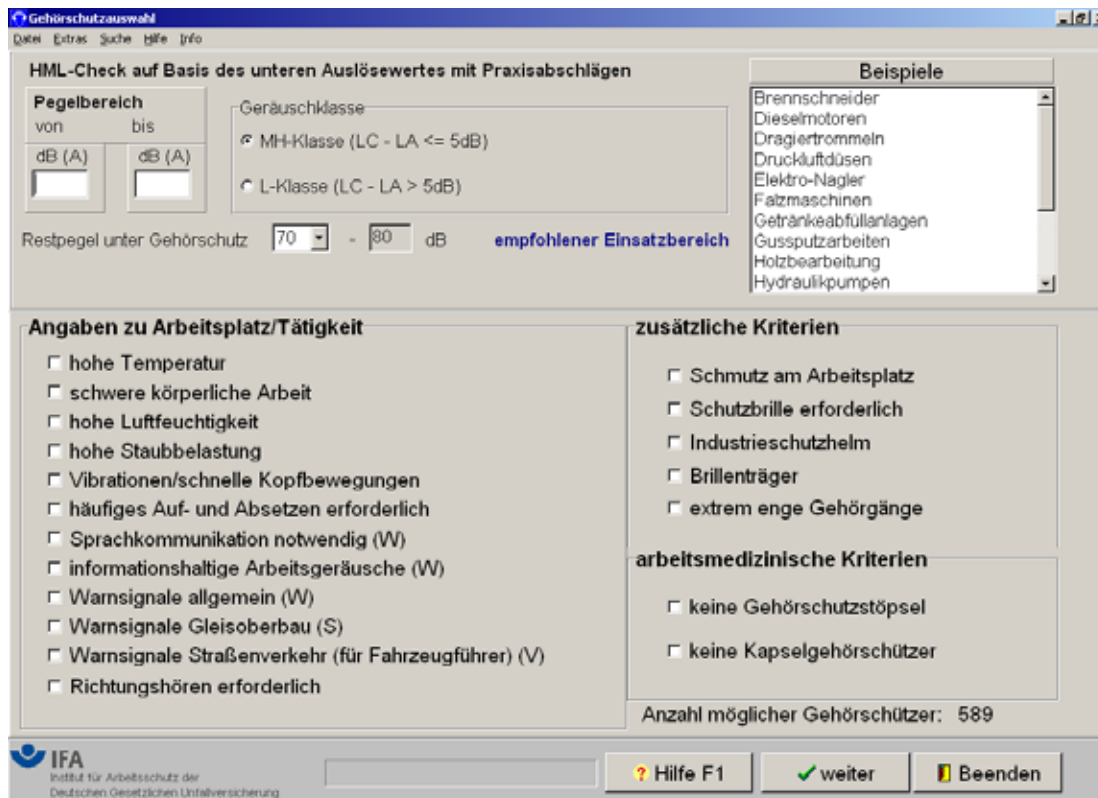 Gehörschutzauswahl
Datei Extras Suche Hilfe Info
HML-Check auf Basis des unteren Auslösewertes mit Praxisabschlägen
Pegelbereich
von bis
dB (A) dB (A)
Geräuschklasse
MH-Klasse (LC - LA <= 5dB)
L-Klasse (LC - LA > 5dB)
Restpegel unter Gehörschutz 70 - 80 dB empfohlener Einsatzbereich
Beispiele
Brennschneider
Dieselmotoren
Dragiertrommeln
Druckluftdüsen
Elektro-Nagler
Falzmaschinen
Getränkeabfüllanlagen
Gussputzarbeiten
Holzbearbeitung
Hydraulikpumpen
Angaben zu Arbeitsplatz/Tätigkeit
hohe Temperatur
schwere körperliche Arbeit
hohe Luftfeuchtigkeit
hohe Staubbelastung
Vibrationen/schnelle Kopfbewegungen
häufiges Auf- und Absetzen erforderlich
Sprachkommunikation notwendig (W)
informationshaltige Arbeitsgeräusche (W)
Warnsignale allgemein (W)
Warnsignale Gleisoberbau (S)
Warnsignale Straßenverkehr (für Fahrzeugführer) (V)
Richtungshören erforderlich
zusätzliche Kriterien
Schmutz am Arbeitsplatz
Schutzbrille erforderlich
Industrieschutzhelm
Brillenträger
extrem enge Gehörgänge
arbeitsmedizinische Kriterien
keine Gehörschutzstöpsel
keine Kapselgehörschützer
Anzahl möglicher Gehörschützer: 589
IFA
Institut für Arbeitsschutz der
Deutschen Gesetzlichen Unfallversicherung
? Hilfe F1 weiter Beenden